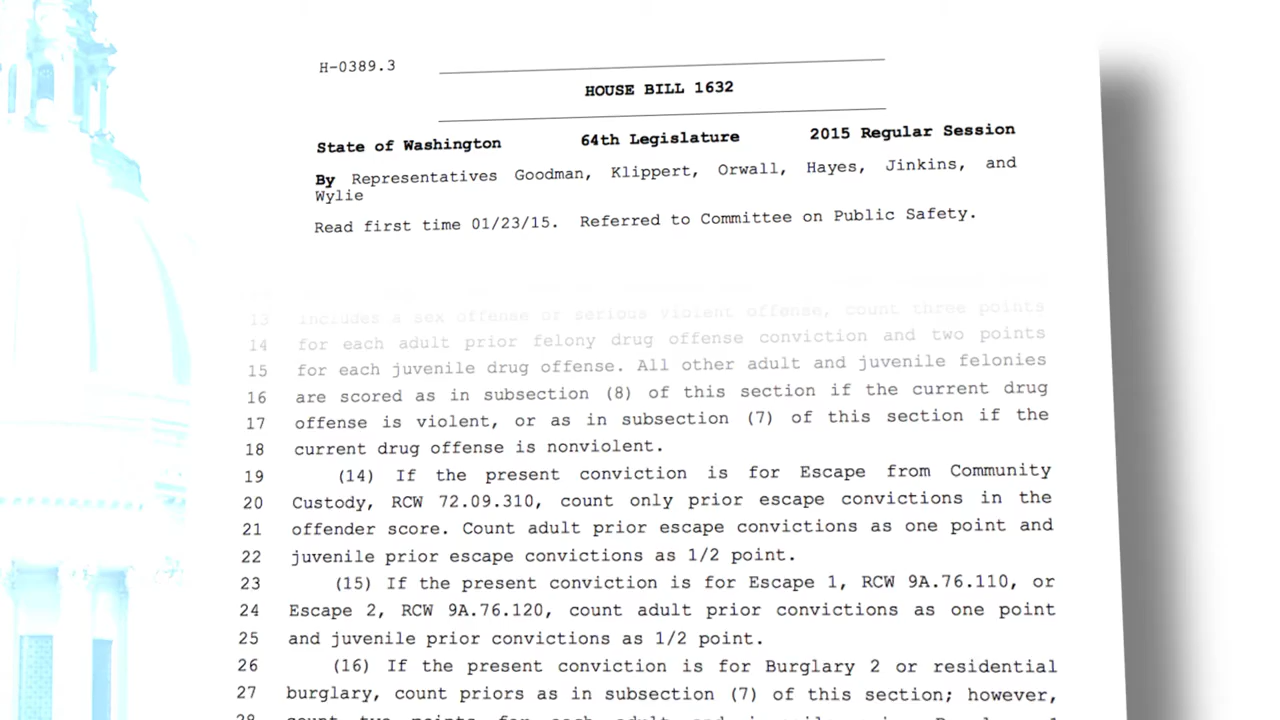 H-0389.3
HOUSE BILL 1632
State of Washington 64th Legislature 2015 Regular Session
By Representatives Goodman, Klippert, Orwall, Hayes, Jinkins, and
Wylie
Read first time 01/23/15. Referred to Committee on Public Safety.
13 includes a sex offense or serious violent offense, count three points
14 for each adult prior felony drug offense conviction and two points
15 for each juvenile drug offense. All other adult and juvenile felonies
16 are scored as in subsection (8) of this section if the current drug
17 offense is violent, or as in subsection (7) of this section if the
18 current drug offense is nonviolent.
19 (14) If the present conviction is for Escape from Community
20 Custody, RCW 72.09.310, count only prior escape convictions in the
21 offender score. Count adult prior escape convictions as one point and
22 juvenile prior escape convictions as 1/2 point.
23 (15) If the present conviction is for Escape 1, RCW 9A.76.110, or
24 Escape 2, RCW 9A.76.120, count adult prior convictions as one point
25 and juvenile prior convictions as 1/2 point.
26 (16) If the present conviction is for Burglary 2 or residential
27 burglary, count priors as in subsection (7) of this section; however,